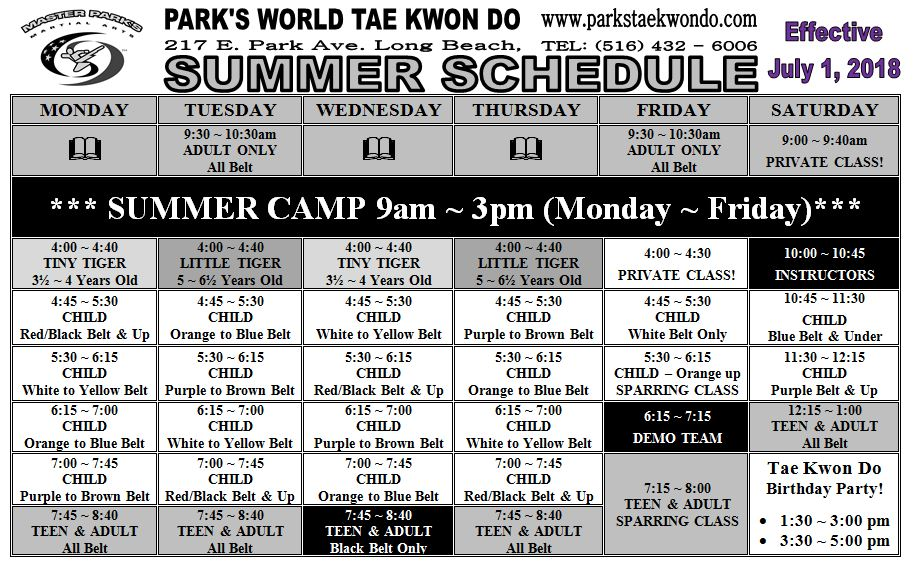 MASTER PARK'S
MARTIAL ARTS
PARK'S WORLD TAE KWON DO www.parkstaekwondo.com
217 E. Park Ave. Long Beach, TEL: (516) 432 - 6006
SUMMER SCHEDULE
Effective
July 1, 2018
MONDAY TUESDAY WEDNESDAY THURSDAY FRIDAY SATURDAY
9:30 ~ 10:30am
ADULT ONLY
All Belt
9:30 ~ 10:30am
ADULT ONLY
All Belt
9:00 ~ 9:40am
PRIVATE CLASS!
*** SUMMER CAMP 9am ~ 3pm (Monday ~ Friday)***
4:00 ~ 4:40
TINY TIGER
3½ ~ 4 Years Old
4:00 ~ 4:40
LITTLE TIGER
5 ~ 6½ Years Old
4:00 ~ 4:40
TINY TIGER
3½ ~ 4 Years Old
4:00 ~ 4:40
LITTLE TIGER
5 ~ 6½ Years Old
4:00 ~ 4:30
PRIVATE CLASS!
10:00 ~ 10:45
INSTRUCTORS
4:45 ~ 5:30
CHILD
Red/Black Belt & Up
4:45 ~ 5:30
CHILD
Orange to Blue Belt
4:45 ~ 5:30
CHILD
White to Yellow Belt
4:45 ~ 5:30
CHILD
Purple to Brown Belt
4:45 ~ 5:30
CHILD
White Belt Only
10:45 ~ 11:30
CHILD
Blue Belt & Under
5:30 ~ 6:15
CHILD
White to Yellow Belt
5:30 ~ 6:15
CHILD
Purple to Brown Belt
5:30 ~ 6:15
CHILD
Red/Black Belt & Up
5:30 ~ 6:15
CHILD
Orange to Blue Belt
5:30 ~ 6:15
CHILD – Orange up
SPARRING CLASS
11:30 ~ 12:15
CHILD
Purple Belt & Up
6:15 ~ 7:00
CHILD
Orange to Blue Belt
6:15 ~ 7:00
CHILD
White to Yellow Belt
6:15 ~ 7:00
CHILD
Purple to Brown Belt
6:15 ~ 7:00
CHILD
White to Yellow Belt
6:15 ~ 7:15
DEMO TEAM
12:15 ~ 1:00
TEEN & ADULT
All Belt
7:00 ~ 7:45
CHILD
Purple to Brown Belt
7:00 ~ 7:45
CHILD
Red/Black Belt & Up
7:00 ~ 7:45
CHILD
Orange to Blue Belt
7:00 ~ 7:45
CHILD
Red/Black Belt & Up
7:15 ~ 8:00
TEEN & ADULT
SPARRING CLASS
Tae Kwon Do
Birthday Party!
• 1:30 ~ 3:00 pm
• 3:30 ~ 5:00 pm
7:45 ~ 8:40
TEEN & ADULT
All Belt
7:45 ~ 8:40
TEEN & ADULT
All Belt
7:45 ~ 8:40
TEEN & ADULT
Black Belt Only
7:45 ~ 8:40
TEEN & ADULT
All Belt